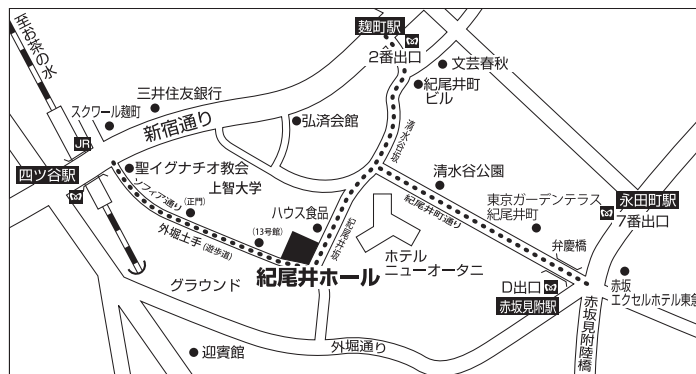 至お茶の水
麹町駅
2番出口
文芸春秋
紀尾井町
ビル
三井住友銀行
スクワール麹町
新宿通り
弘済会館
清水谷坂
JR
四ツ谷駅
聖イグナチオ教会
上智大学
ソフィア通り
(正門)
清水谷公園
東京ガーデンテラス
紀尾井町
永田町駅
7番出口
ハウス食品
紀尾井坂
紀尾井町通り
外堀土手(遊歩道)
(13号館)
ホテル
ニューオータニ
弁慶橋
グラウンド
紀尾井ホール
D出口
赤坂見附駅
赤坂
エクセルホテル東急
赤坂見附陸橋
外堀通り
迎賓館